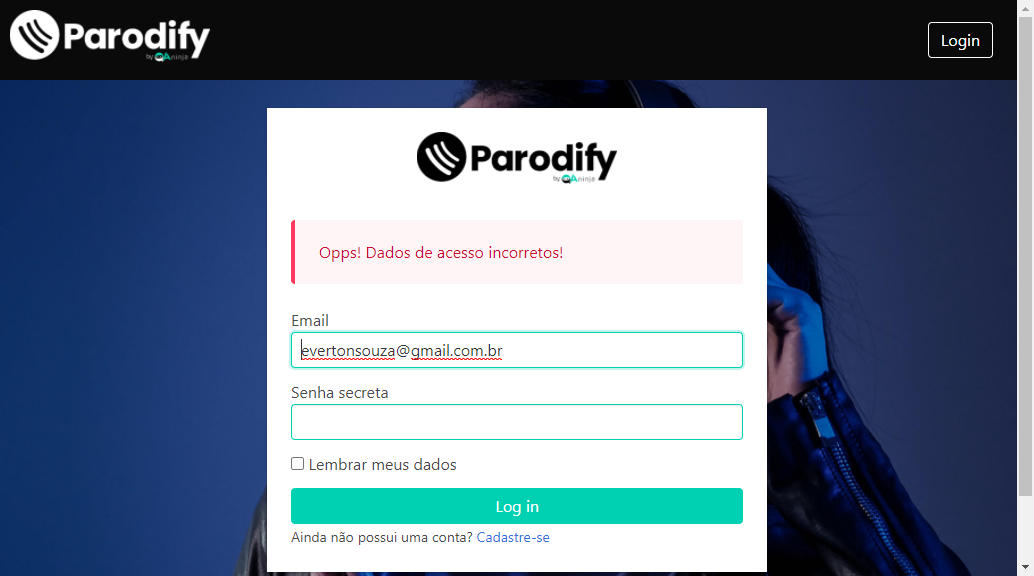 Parodify
by QAninja
Login
Parodify
by QAninja
Opps! Dados de acesso incorretos!
Email
evertonsouza@gmail.com.br
Senha secreta
Lembrar meus dados
Log in
Ainda não possui uma conta? Cadastre-se